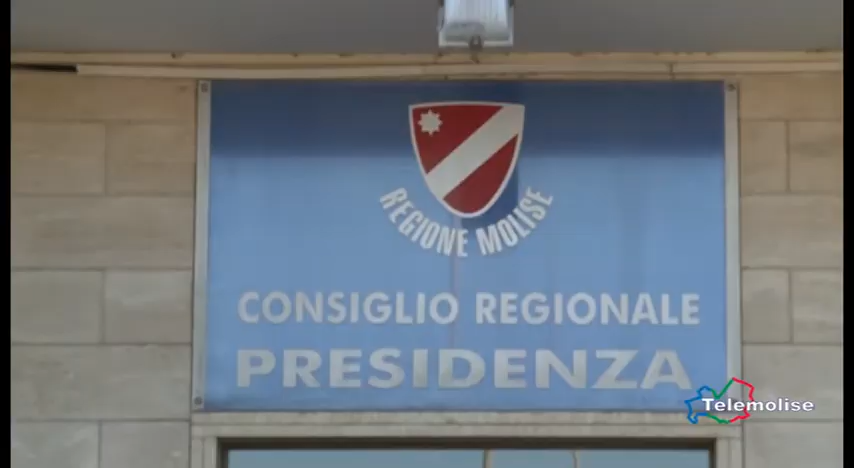 REGIONE MOLISE
CONSIGLIO REGIONALE
PRESIDENZA
Telemolise